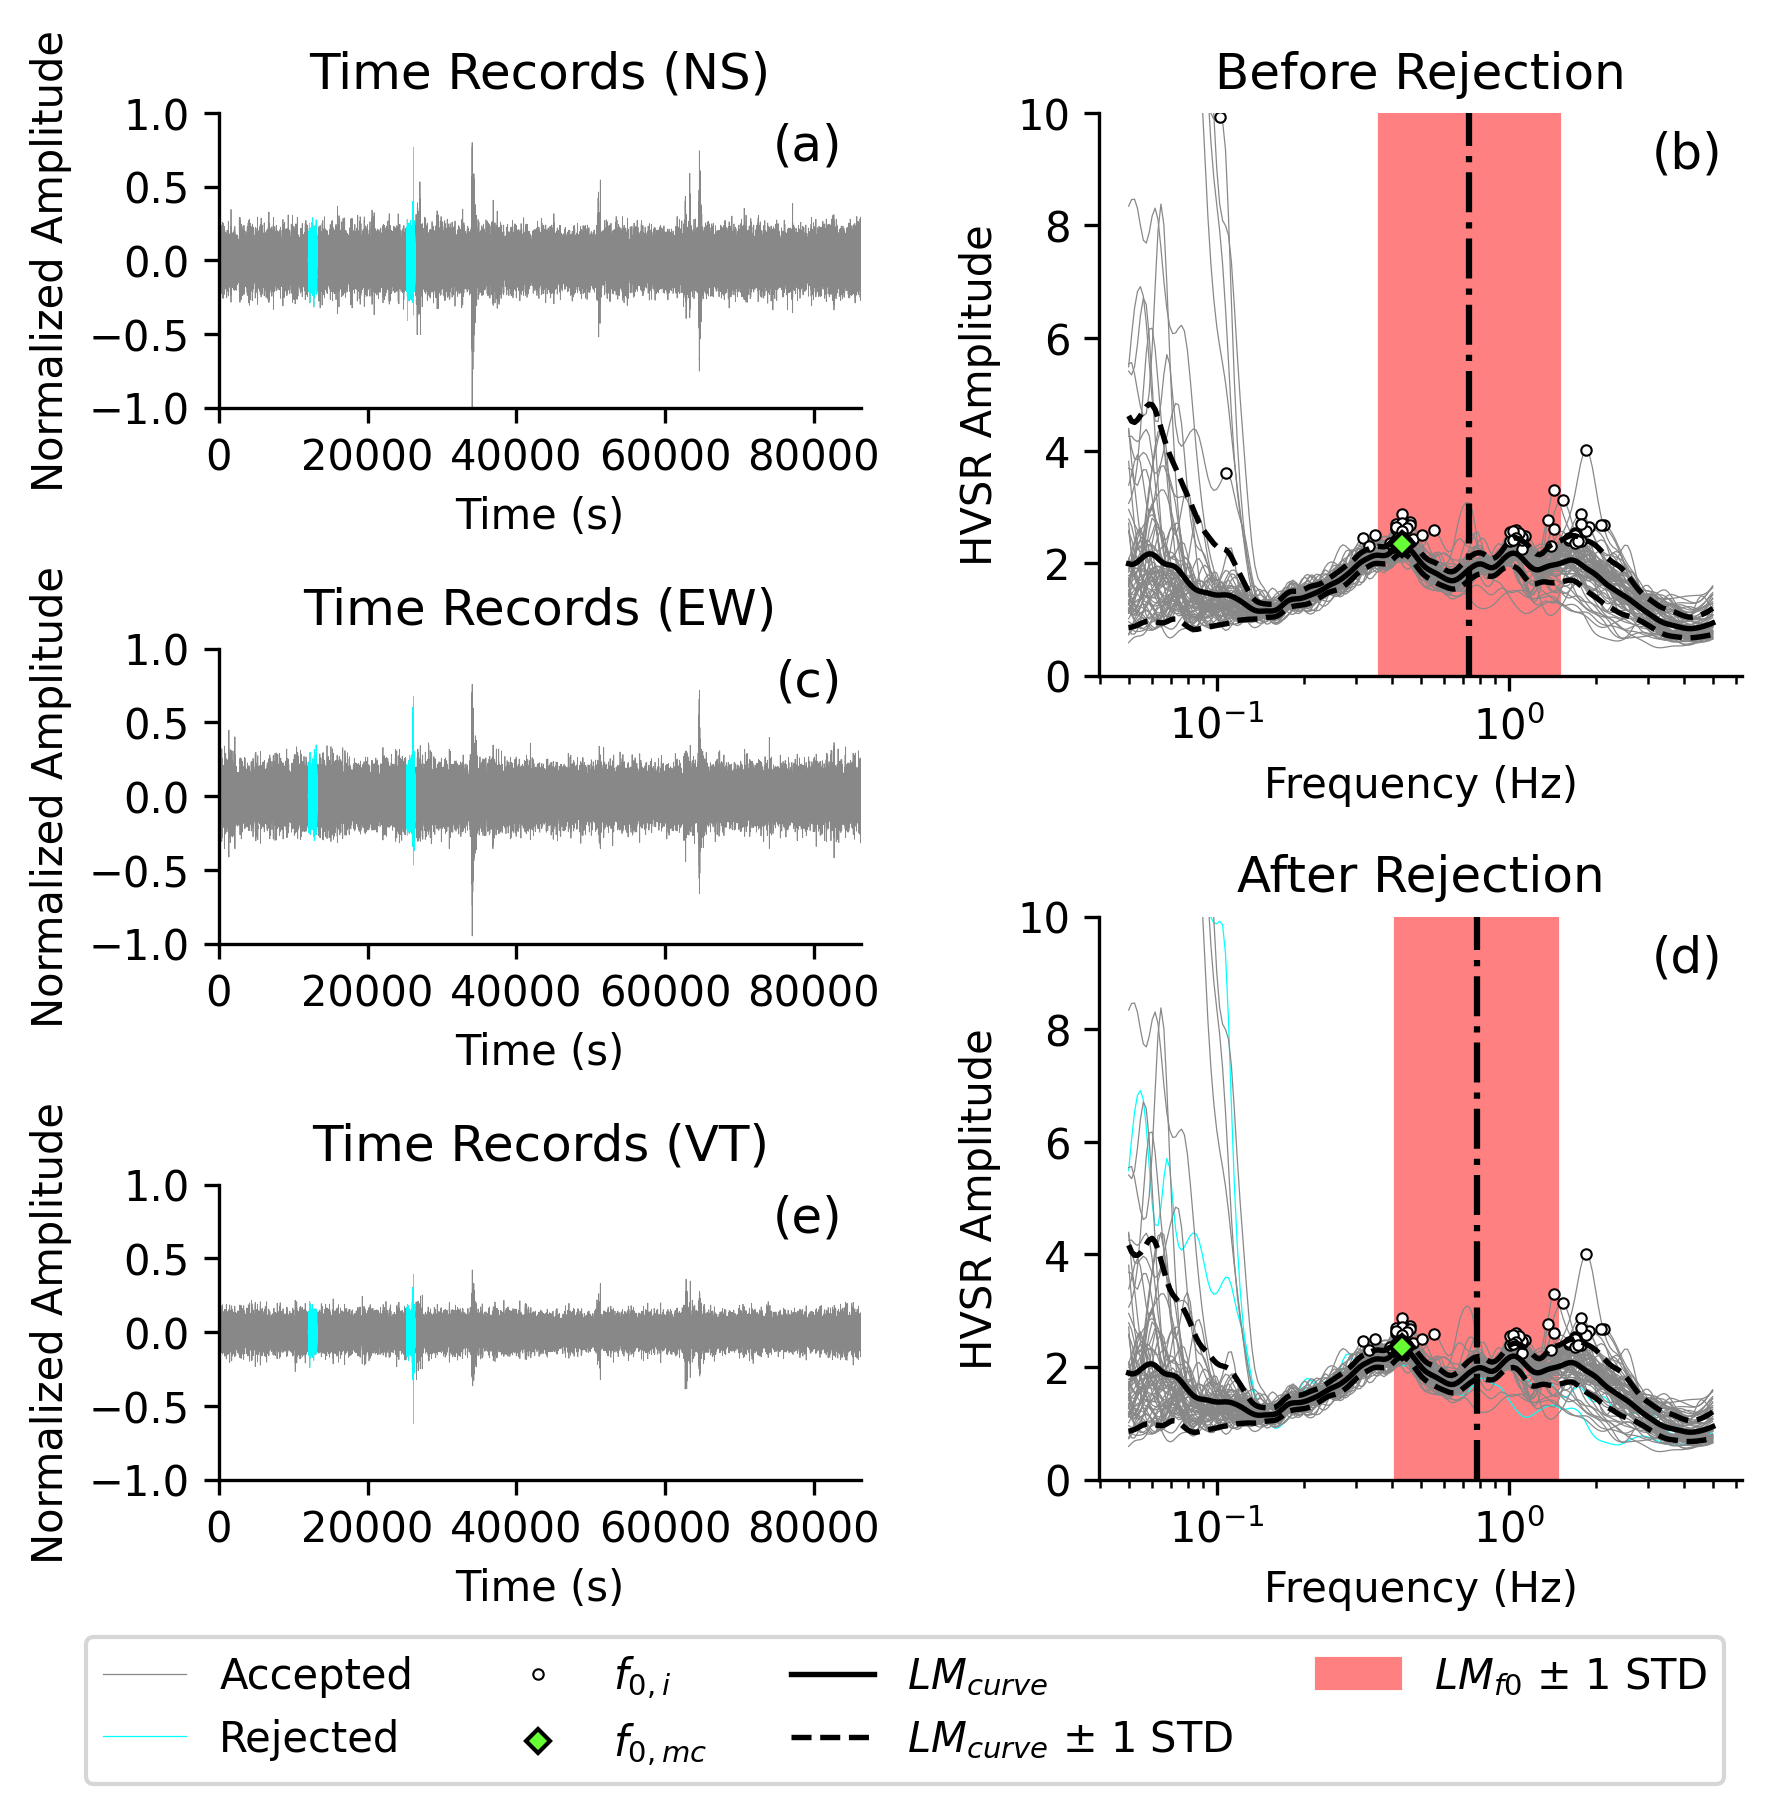 Time Records (NS)
(a)
Normalized Amplitude
1.0
0.5
0.0
−0.5
−1.0
0 20000 40000 60000 80000
Time (s)
Before Rejection
(b)
HVSR Amplitude
10
8
6
4
2
0
10⁻¹ 10⁰
Frequency (Hz)
Time Records (EW)
(c)
Normalized Amplitude
1.0
0.5
0.0
−0.5
−1.0
0 20000 40000 60000 80000
Time (s)
After Rejection
(d)
HVSR Amplitude
10
8
6
4
2
0
10⁻¹ 10⁰
Frequency (Hz)
Time Records (VT)
(e)
Normalized Amplitude
1.0
0.5
0.0
−0.5
−1.0
0 20000 40000 60000 80000
Time (s)
Accepted
Rejected
f0,i
f0,mc
LMcurve
LMcurve ± 1 STD
LMf0 ± 1 STD